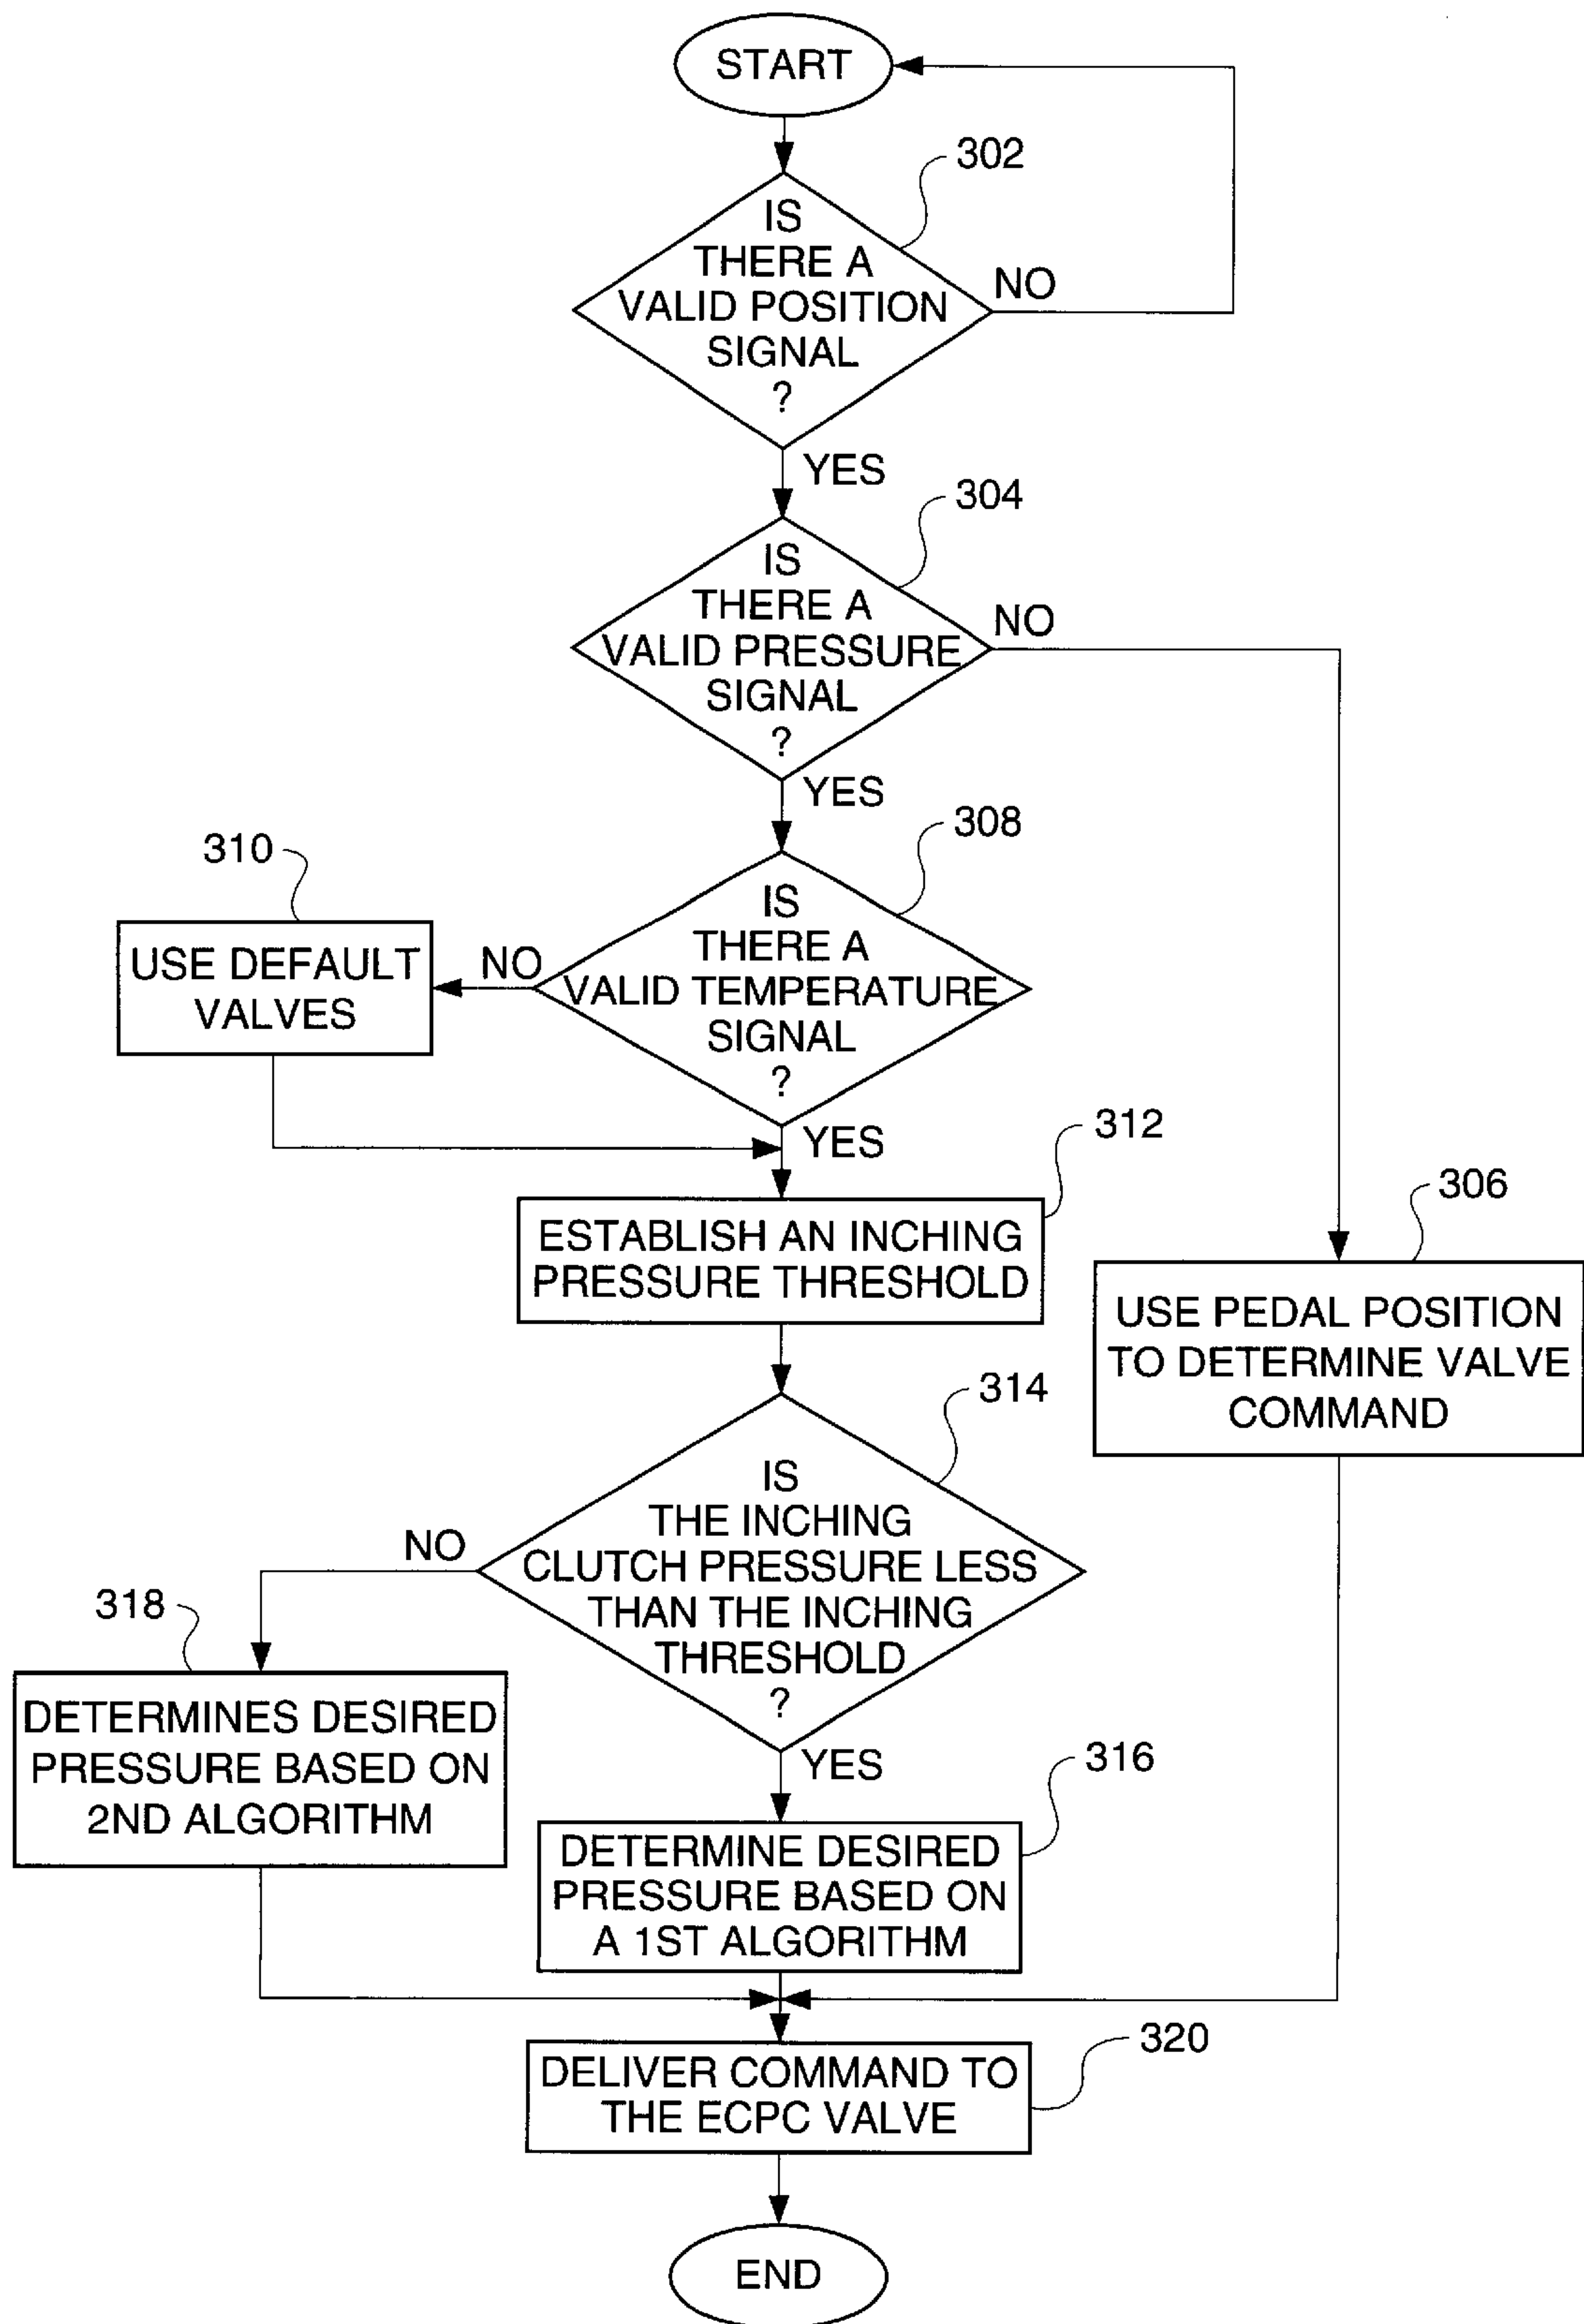 START
302
IS
THERE A
VALID POSITION
SIGNAL
?
NO
YES
304
IS
THERE A
VALID PRESSURE
SIGNAL
?
NO
YES
308
310
IS
THERE A
VALID TEMPERATURE
SIGNAL
?
NO
USE DEFAULT
VALVES
YES
312
ESTABLISH AN INCHING
PRESSURE THRESHOLD
306
USE PEDAL POSITION
TO DETERMINE VALVE
COMMAND
314
IS
THE INCHING
CLUTCH PRESSURE LESS
THAN THE INCHING
THRESHOLD
?
NO
318
DETERMINES DESIRED
PRESSURE BASED ON
2ND ALGORITHM
YES
316
DETERMINE DESIRED
PRESSURE BASED ON
A 1ST ALGORITHM
320
DELIVER COMMAND TO
THE ECPC VALVE
END